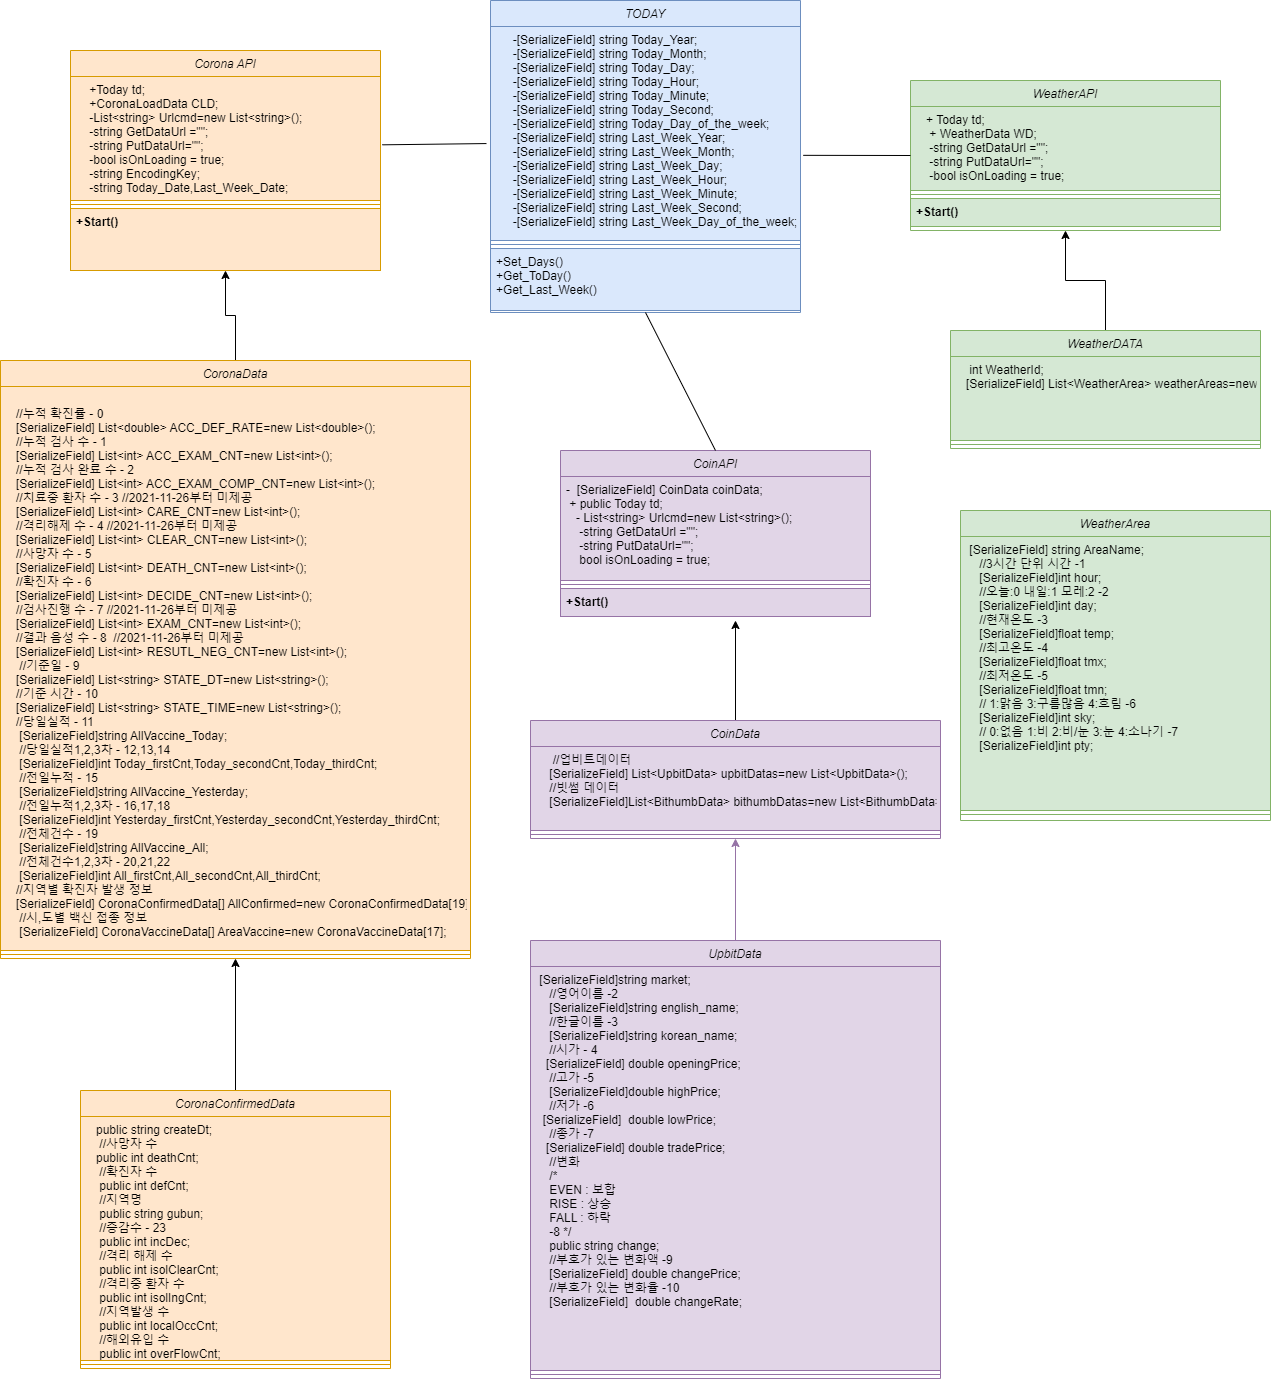 TODAY
-[SerializeField] string Today_Year;
-[SerializeField] string Today_Month;
-[SerializeField] string Today_Day;
-[SerializeField] string Today_Hour;
-[SerializeField] string Today_Minute;
-[SerializeField] string Today_Second;
-[SerializeField] string Today_Day_of_the_week;
-[SerializeField] string Last_Week_Year;
-[SerializeField] string Last_Week_Month;
-[SerializeField] string Last_Week_Day;
-[SerializeField] string Last_Week_Hour;
-[SerializeField] string Last_Week_Minute;
-[SerializeField] string Last_Week_Second;
-[SerializeField] string Last_Week_Day_of_the_week;
+Set_Days()
+Get_ToDay()
+Get_Last_Week()
Corona API
+Today td;
+CoronaLoadData CLD;
-List<string> Urlcmd=new List<string>();
-string GetDataUrl ="";
-string PutDataUrl="";
-bool isOnLoading = true;
-string EncodingKey;
-string Today_Date,Last_Week_Date;
+Start()
WeatherAPI
+ Today td;
+ WeatherData WD;
-string GetDataUrl ="";
-string PutDataUrl="";
-bool isOnLoading = true;
+Start()
CoronaData
//누적 확진률 - 0
[SerializeField] List<double> ACC_DEF_RATE=new List<double>();
//누적 검사 수 - 1
[SerializeField] List<int> ACC_EXAM_CNT=new List<int>();
//누적 검사 완료 수 - 2
[SerializeField] List<int> ACC_EXAM_COMP_CNT=new List<int>();
//치료중 환자 수 - 3 //2021-11-26부터 미제공
[SerializeField] List<int> CARE_CNT=new List<int>();
//격리해제 수 - 4 //2021-11-26부터 미제공
[SerializeField] List<int> CLEAR_CNT=new List<int>();
//사망자 수 - 5
[SerializeField] List<int> DEATH_CNT=new List<int>();
//확진자 수 - 6
[SerializeField] List<int> DECIDE_CNT=new List<int>();
//검사진행 수 - 7 //2021-11-26부터 미제공
[SerializeField] List<int> EXAM_CNT=new List<int>();
//결과 음성 수 - 8  //2021-11-26부터 미제공
[SerializeField] List<int> RESUTL_NEG_CNT=new List<int>();
//기준일 - 9
[SerializeField] List<string> STATE_DT=new List<string>();
//기준 시간 - 10
[SerializeField] List<string> STATE_TIME=new List<string>();
//당일실적 - 11
[SerializeField]string AllVaccine_Today;
//당일실적1,2,3차 - 12,13,14
[SerializeField]int Today_firstCnt,Today_secondCnt,Today_thirdCnt;
//전일누적 - 15
[SerializeField]string AllVaccine_Yesterday;
//전일누적1,2,3차 - 16,17,18
[SerializeField]int Yesterday_firstCnt,Yesterday_secondCnt,Yesterday_thirdCnt;
//전체건수 - 19
[SerializeField]string AllVaccine_All;
//전체건수1,2,3차 - 20,21,22
[SerializeField]int All_firstCnt,All_secondCnt,All_thirdCnt;
//지역별 확진자 발생 정보
[SerializeField] CoronaConfirmedData[] AllConfirmed=new CoronaConfirmedData[19]
//시,도별 백신 접종 정보
[SerializeField] CoronaVaccineData[] AreaVaccine=new CoronaVaccineData[17];
WeatherDATA
int WeatherId;
[SerializeField] List<WeatherArea> weatherAreas=new
CoinAPI
-  [SerializeField] CoinData coinData;
+ public Today td;
- List<string> Urlcmd=new List<string>();
-string GetDataUrl ="";
-string PutDataUrl="";
bool isOnLoading = true;
+Start()
WeatherArea
[SerializeField] string AreaName;
//3시간 단위 시간 -1
[SerializeField]int hour;
//오늘:0 내일:1 모레:2 -2
[SerializeField]int day;
//현재온도 -3
[SerializeField]float temp;
//최고온도 -4
[SerializeField]float tmx;
//최저온도 -5
[SerializeField]float tmn;
// 1:맑음 3:구름많음 4:흐림 -6
[SerializeField]int sky;
// 0:없음 1:비 2:비/눈 3:눈 4:소나기 -7
[SerializeField]int pty;
CoinData
//업비트데이터
[SerializeField] List<UpbitData> upbitDatas=new List<UpbitData>();
//빗썸 데이터
[SerializeField]List<BithumbData> bithumbDatas=new List<BithumbData>
UpbitData
[SerializeField]string market;
//영어이름 -2
[SerializeField]string english_name;
//한글이름 -3
[SerializeField]string korean_name;
//시가 - 4
[SerializeField] double openingPrice;
//고가 -5
[SerializeField]double highPrice;
//저가 -6
[SerializeField]  double lowPrice;
//종가 -7
[SerializeField] double tradePrice;
//변화
/*
EVEN : 보합
RISE : 상승
FALL : 하락
-8 */
public string change;
//부호가 있는 변화액 -9
[SerializeField] double changePrice;
//부호가 있는 변화율 -10
[SerializeField]  double changeRate;
CoronaConfirmedData
public string createDt;
//사망자 수
public int deathCnt;
//확진자 수
public int defCnt;
//지역명
public string gubun;
//증감수 - 23
public int incDec;
//격리 해제 수
public int isolClearCnt;
//격리중 환자 수
public int isolIngCnt;
//지역발생 수
public int localOccCnt;
//해외유입 수
public int overFlowCnt;